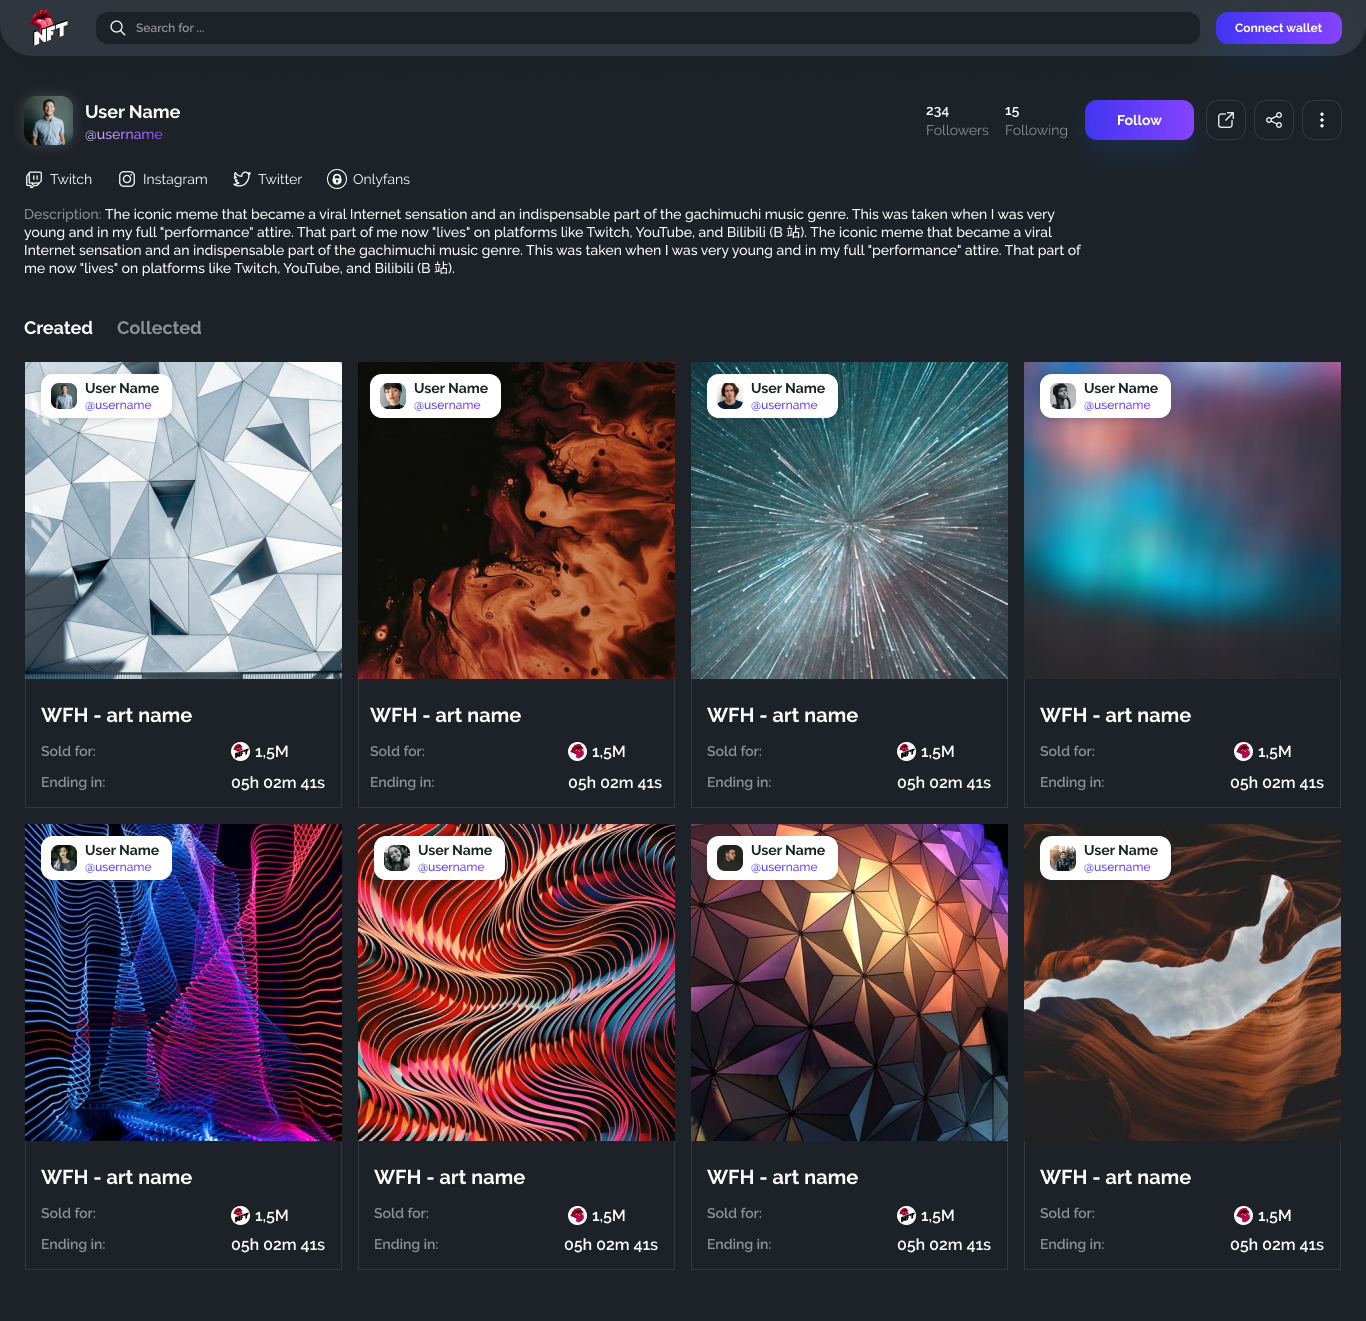 NFT
Search for ...
Connect wallet
User Name
@username
234
Followers
15
Following
Follow
Twitch
Instagram
Twitter
Onlyfans
Description: The iconic meme that became a viral Internet sensation and an indispensable part of the gachimuchi music genre. This was taken when I was very
young and in my full "performance" attire. That part of me now "lives" on platforms like Twitch, YouTube, and Bilibili (B 站). The iconic meme that became a viral
Internet sensation and an indispensable part of the gachimuchi music genre. This was taken when I was very young and in my full "performance" attire. That part of
me now "lives" on platforms like Twitch, YouTube, and Bilibili (B 站).
Created
Collected
User Name
@username
WFH - art name
Sold for:
1,5M
Ending in:
05h 02m 41s
User Name
@username
WFH - art name
Sold for:
1,5M
Ending in:
05h 02m 41s
User Name
@username
WFH - art name
Sold for:
1,5M
Ending in:
05h 02m 41s
User Name
@username
WFH - art name
Sold for:
1,5M
Ending in:
05h 02m 41s
User Name
@username
WFH - art name
Sold for:
1,5M
Ending in:
05h 02m 41s
User Name
@username
WFH - art name
Sold for:
1,5M
Ending in:
05h 02m 41s
User Name
@username
WFH - art name
Sold for:
1,5M
Ending in:
05h 02m 41s
User Name
@username
WFH - art name
Sold for:
1,5M
Ending in:
05h 02m 41s